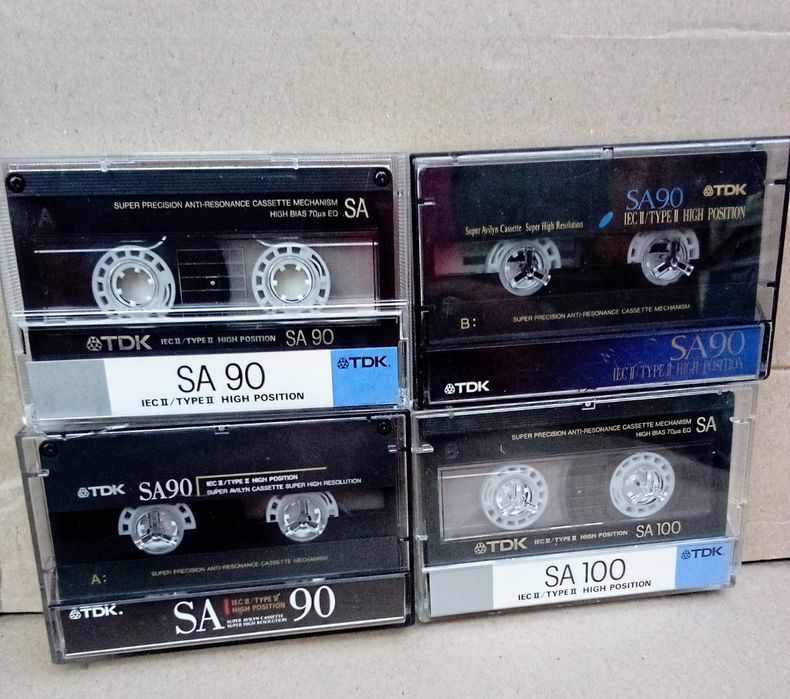 A
SUPER PRECISION ANTI-RESONANCE CASSETTE MECHANISM
HIGH BIAS 70µs EQ SA
TDK IEC II/TYPE II HIGH POSITION SA 90
SA 90 TDK.
IEC II/TYPE II HIGH POSITION
SA90 TDK
IEC II/TYPE II HIGH POSITION
Super Avilyn Cassette Super High Resolution
B: SUPER PRECISION ANTI-RESONANCE CASSETTE MECHANISM
SA90
IEC II/TYPE II HIGH POSITION
TDK
TDK SA90 IEC II/TYPE II HIGH POSITION
SUPER AVILYN CASSETTE SUPER HIGH RESOLUTION
A: SUPER PRECISION ANTI-RESONANCE CASSETTE MECHANISM
TDK. SA IEC II/TYPE II HIGH POSITION 90
SUPER AVILYN CASSETTE
SUPER HIGH RESOLUTION
SUPER PRECISION ANTI-RESONANCE CASSETTE MECHANISM
HIGH BIAS 70µs EQ SA
TDK IEC II/TYPE II HIGH POSITION SA 100
SA 100 TDK
IEC II/TYPE II HIGH POSITION